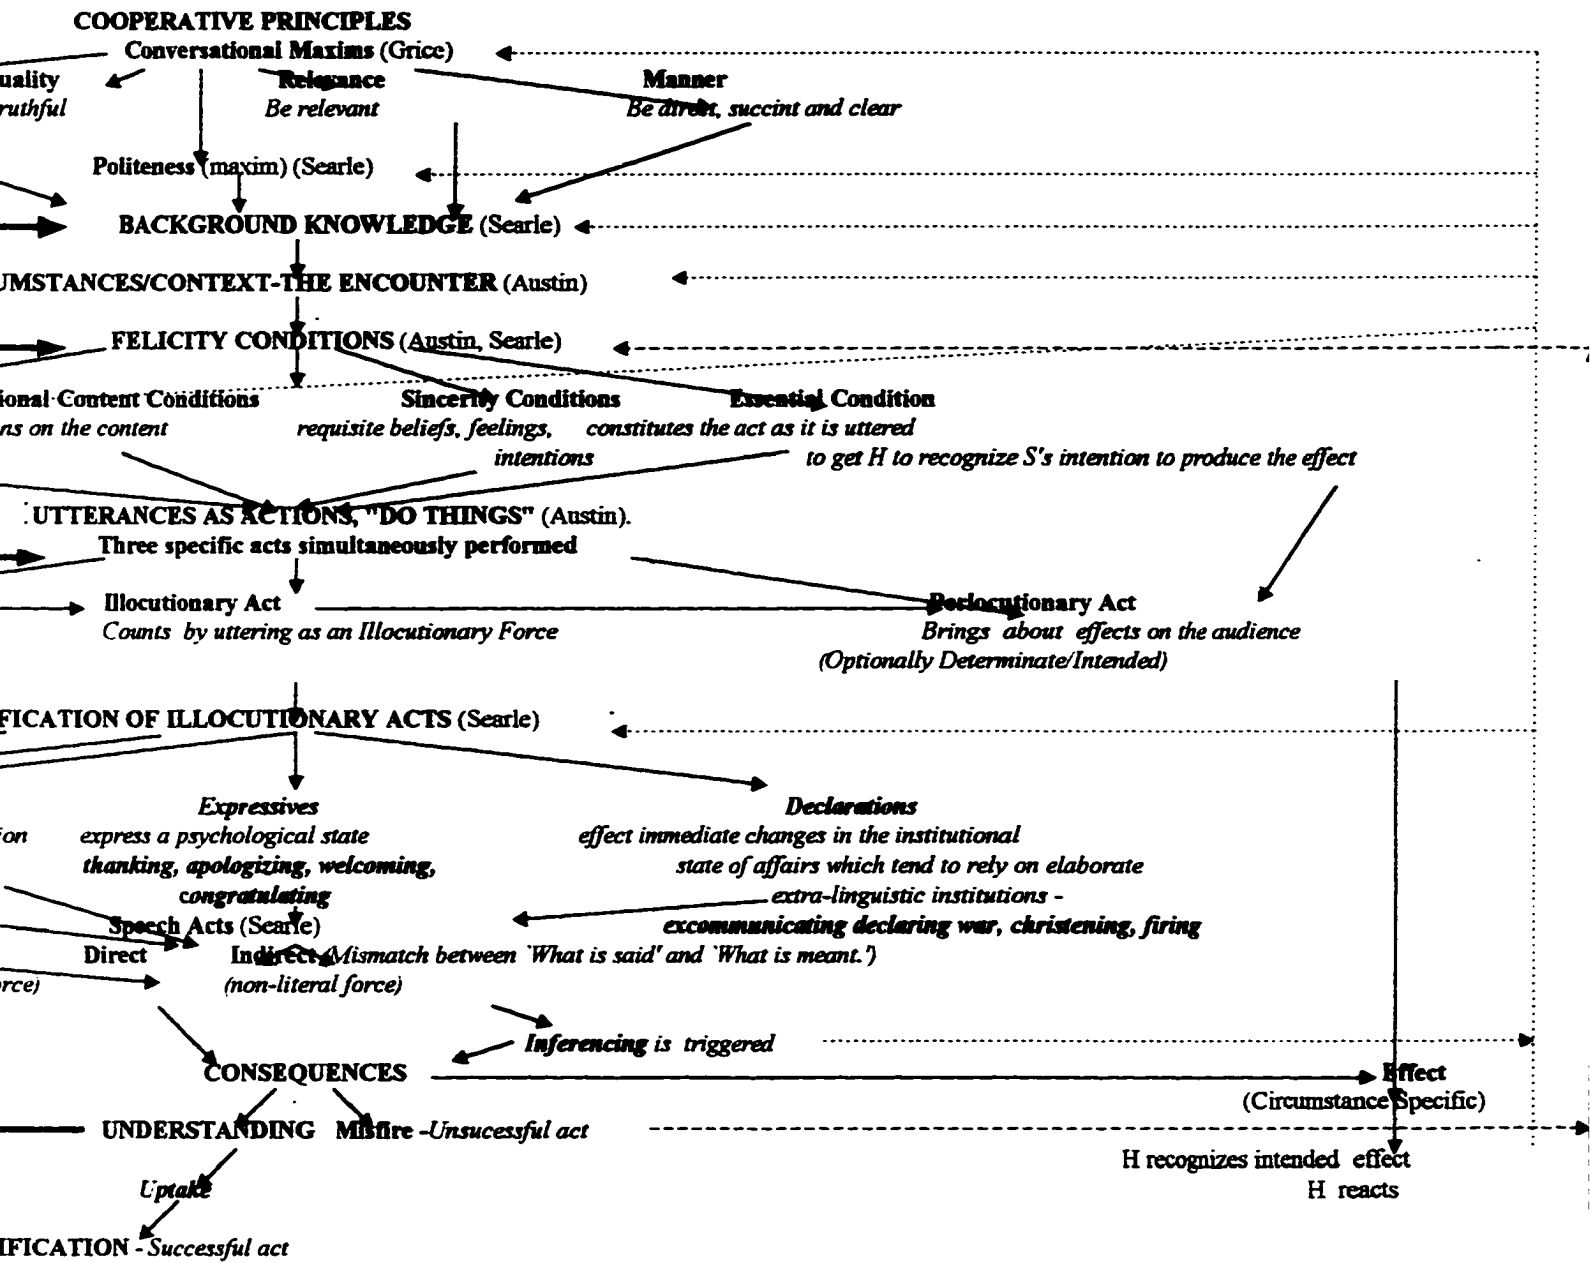 COOPERATIVE PRINCIPLES
Conversational Maxims (Grice)
uality Relevance Manner
ruthful Be relevant Be direct, succint and clear
Politeness (maxim) (Searle)
BACKGROUND KNOWLEDGE (Searle)
UMSTANCES/CONTEXT-THE ENCOUNTER (Austin)
FELICITY CONDITIONS (Austin, Searle)
ional Content Conditions Sincerity Conditions Essential Condition
ns on the content requisite beliefs, feelings, constitutes the act as it is uttered
intentions to get H to recognize S's intention to produce the effect
UTTERANCES AS ACTIONS, "DO THINGS" (Austin).
Three specific acts simultaneously performed
Illocutionary Act Perlocutionary Act
Counts by uttering as an Illocutionary Force Brings about effects on the audience
(Optionally Determinate/Intended)
FICATION OF ILLOCUTIONARY ACTS (Searle)
Expressives Declarations
ion express a psychological state effect immediate changes in the institutional
thanking, apologizing, welcoming, state of affairs which tend to rely on elaborate
congratulating extra-linguistic institutions -
Speech Acts (Searle) excommunicating declaring war, christening, firing
Direct Indirect (Mismatch between `What is said' and `What is meant.')
orce) (non-literal force)
Inferencing is triggered
CONSEQUENCES Effect
(Circumstance Specific)
UNDERSTANDING Misfire -Unsucessful act
H recognizes intended effect
Uptake H reacts
IFICATION - Successful act